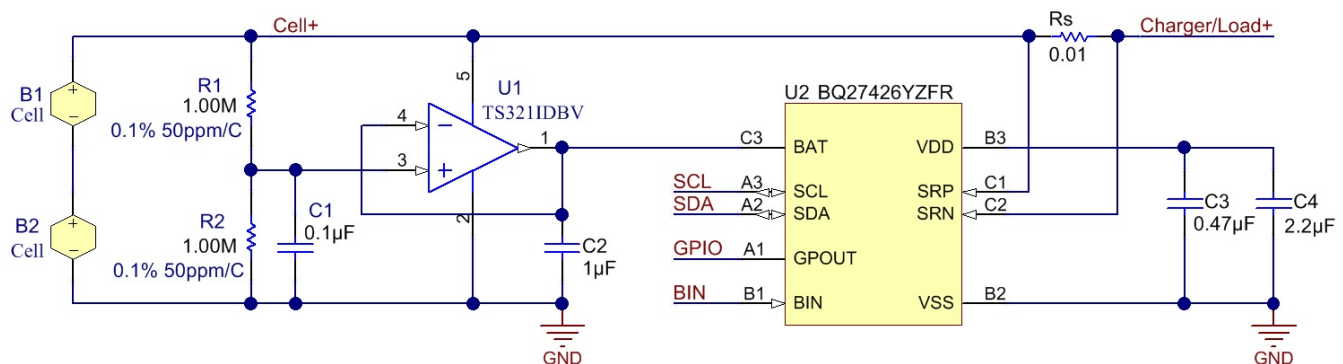 Cell+
Rs
0.01
Charger/Load+
B1
Cell
R1
1.00M
0.1% 50ppm/C
5
U1
TS321IDBV
4
3
1
2
U2 BQ27426YZFR
C3
BAT
VDD
B3
SCL
A3
SCL
SRP
C1
SDA
A2
SDA
SRN
C2
GPIO
A1
GPOUT
BIN
B1
BIN
VSS
B2
B2
Cell
R2
1.00M
0.1% 50ppm/C
C1
0.1µF
C2
1µF
C3
0.47µF
C4
2.2µF
GND
GND